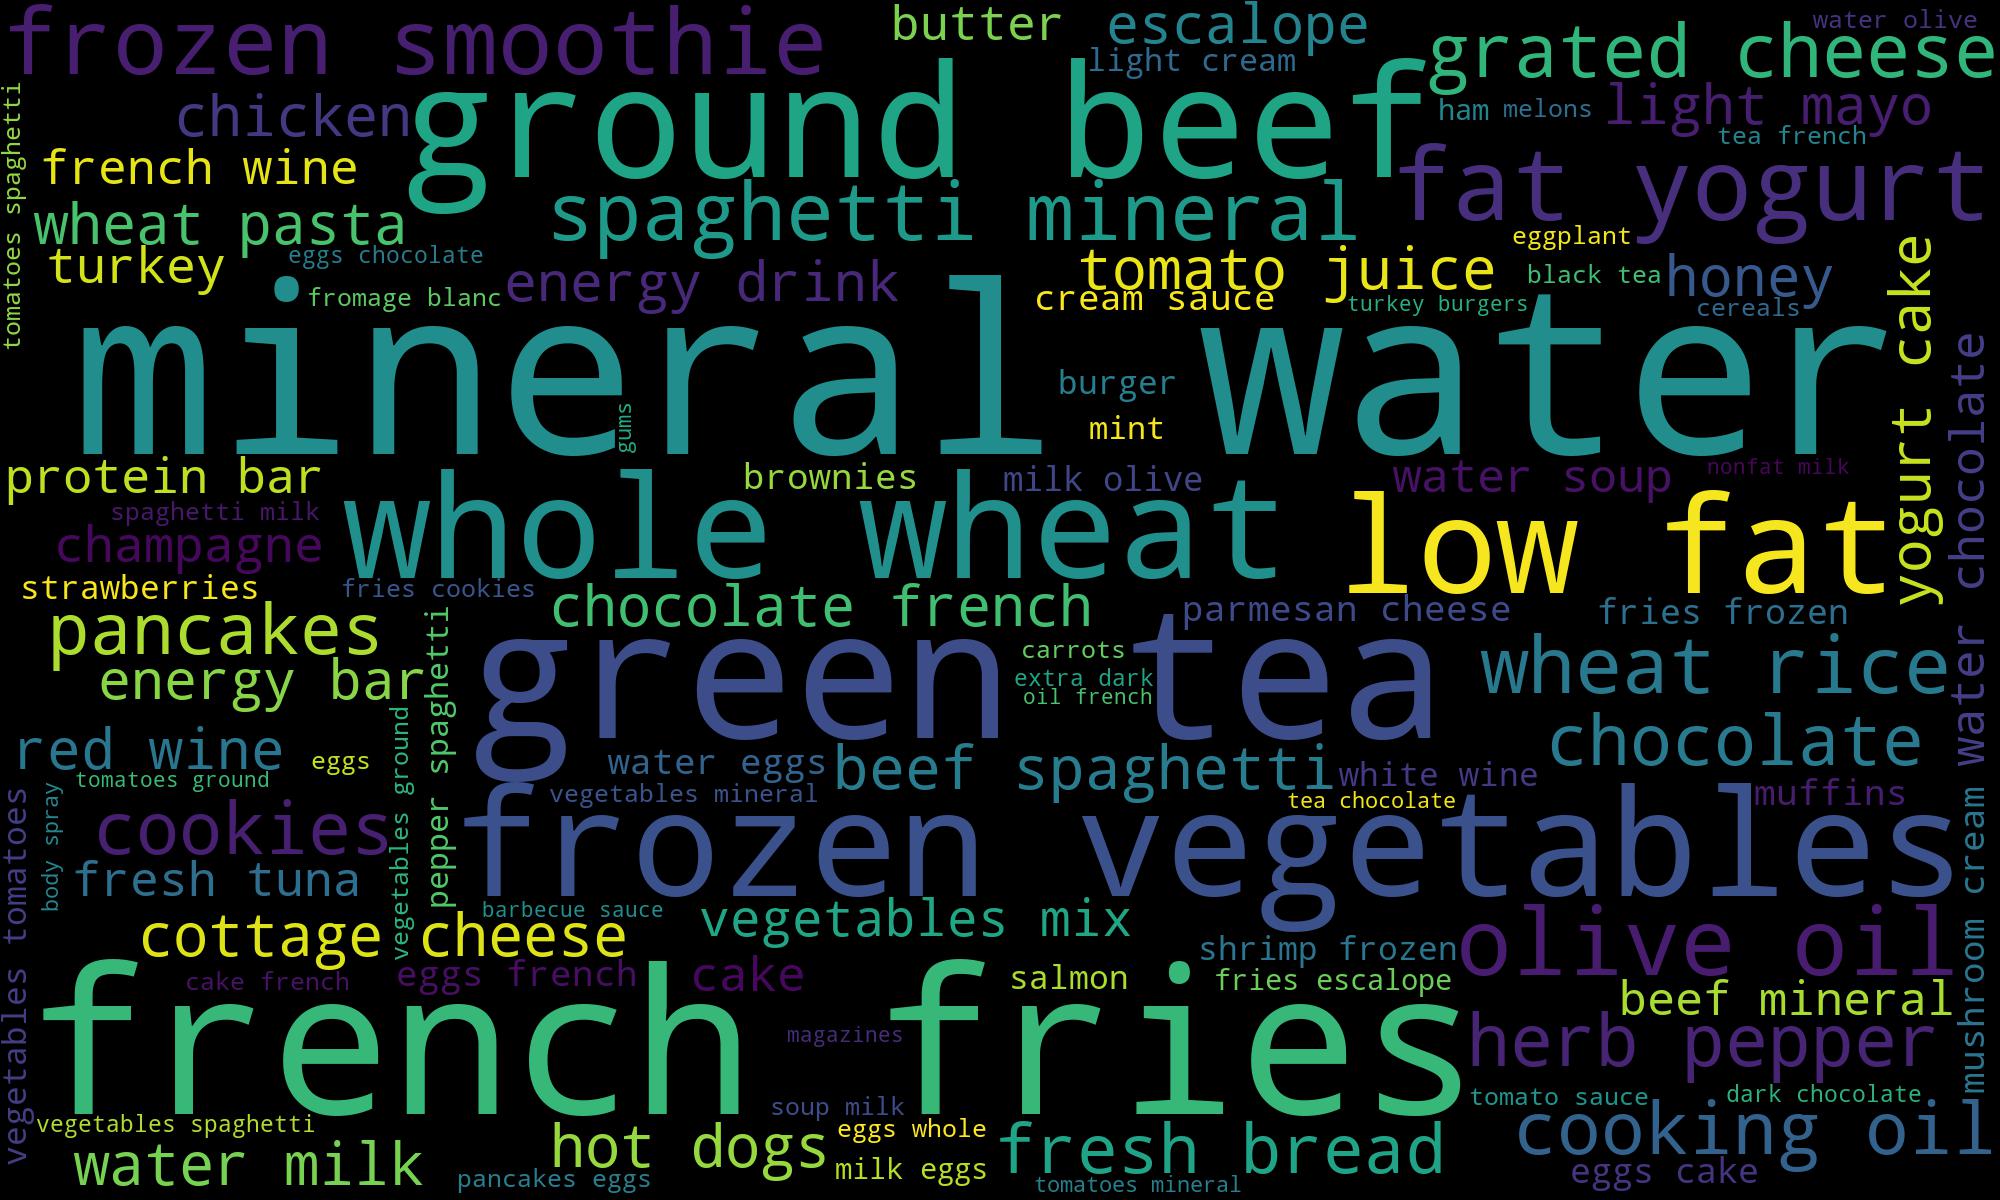 frozen smoothie
butter
escalope
water olive
grated cheese
light cream
ground beef
chicken
ham
melons
light mayo
tea french
tomatoes spaghetti
french wine
fat yogurt
wheat pasta
spaghetti mineral
eggplant
turkey
eggs chocolate
energy drink
tomato juice
black tea
honey
fromage blanc
cream sauce
turkey burgers
cereals
yogurt cake
mineral water
burger
mint
gums
water chocolate
protein bar
brownies
milk olive
water soup
nonfat milk
spaghetti milk
whole wheat
low fat
champagne
strawberries
fries cookies
chocolate french
parmesan cheese
fries frozen
pancakes
green tea
carrots
wheat rice
energy bar
extra dark
oil french
pepper spaghetti
red wine
eggs
water eggs
beef spaghetti
white wine
chocolate
tomatoes ground
vegetables ground
vegetables mineral
tea chocolate
muffins
body spray
cookies
frozen vegetables
fresh tuna
vegetables tomatoes
mushroom cream
barbecue sauce
cottage cheese
vegetables mix
shrimp frozen
olive oil
cake french
eggs french
cake
salmon
fries escalope
beef mineral
french fries
magazines
herb pepper
soup milk
tomato sauce
dark chocolate
vegetables spaghetti
hot dogs
eggs whole
fresh bread
cooking oil
water milk
pancakes eggs
milk eggs
tomatoes mineral
eggs cake